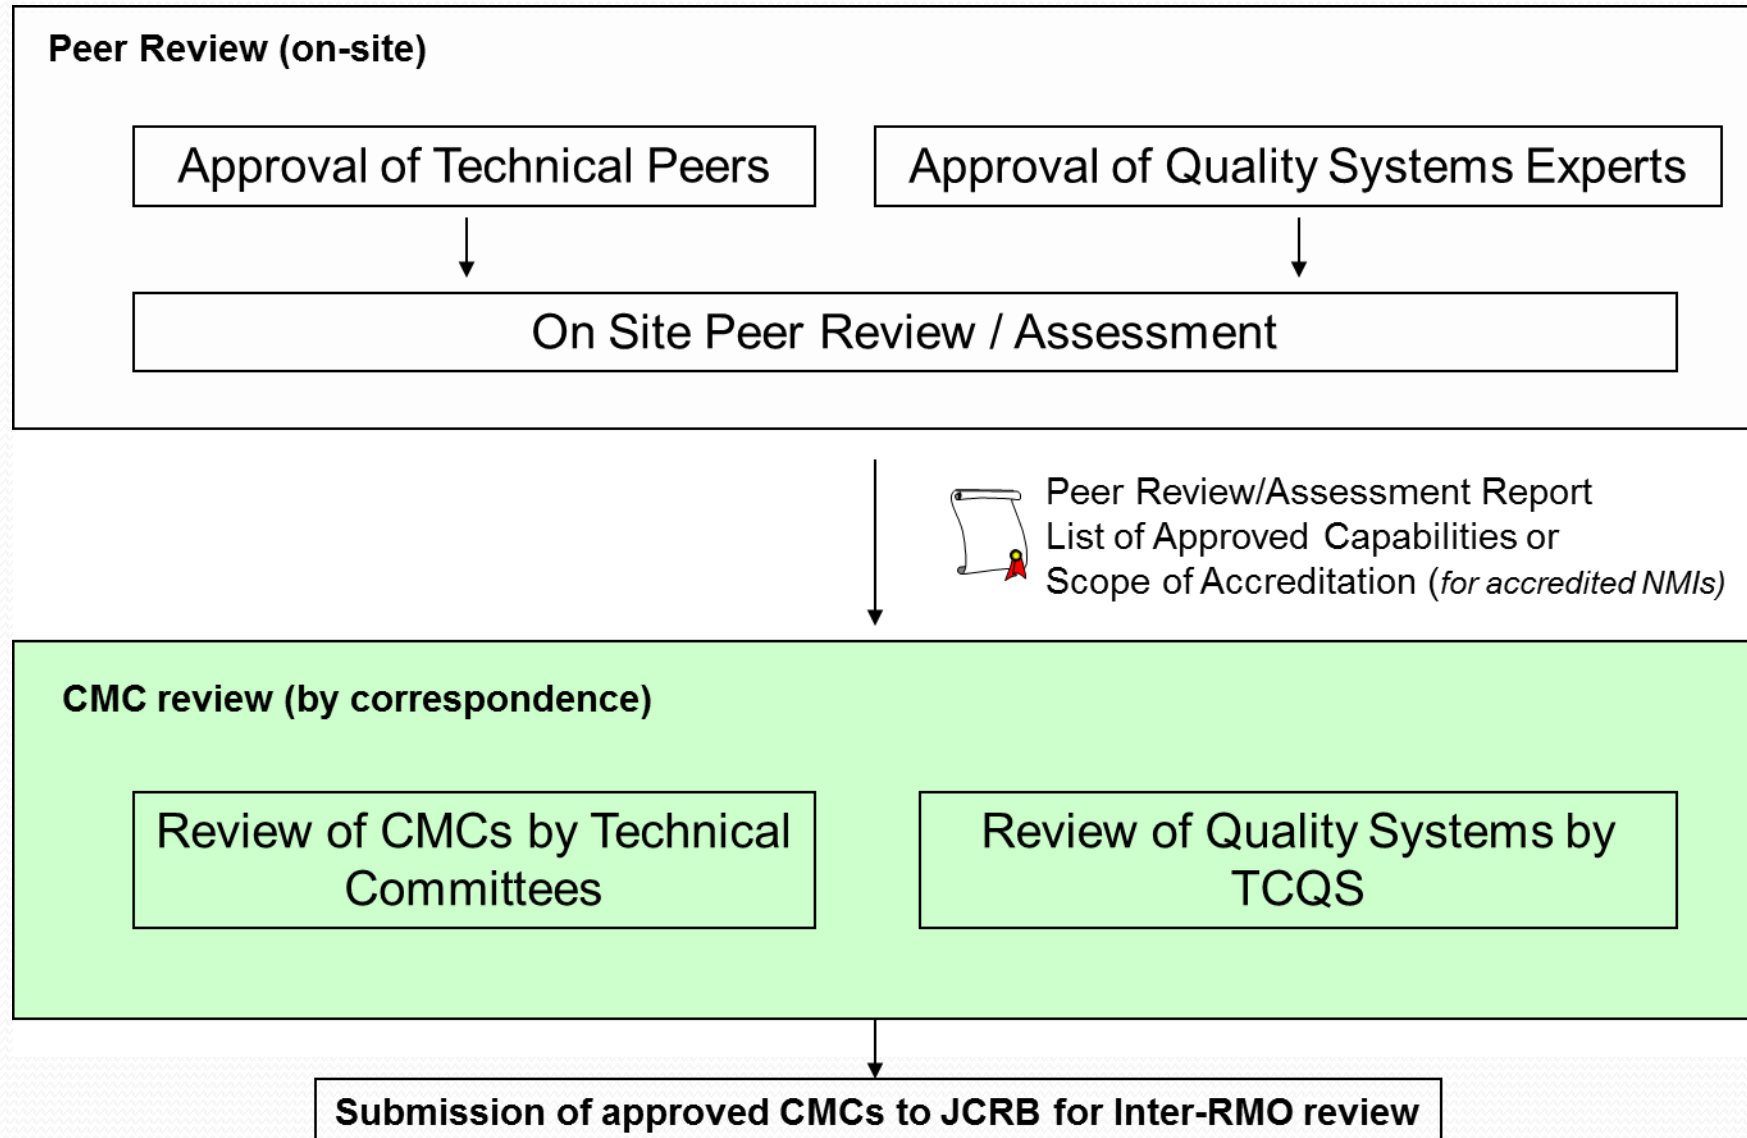 Peer Review (on-site)
Approval of Technical Peers
Approval of Quality Systems Experts
On Site Peer Review / Assessment
Peer Review/Assessment Report
List of Approved Capabilities or
Scope of Accreditation (for accredited NMIs)
CMC review (by correspondence)
Review of CMCs by Technical
Committees
Review of Quality Systems by
TCQS
Submission of approved CMCs to JCRB for Inter-RMO review